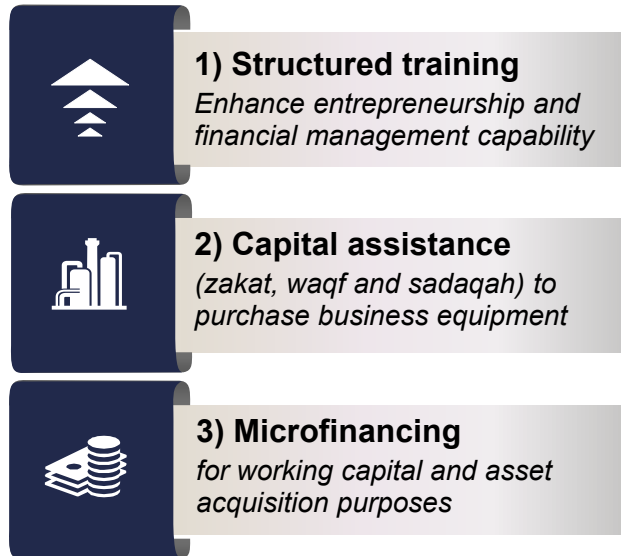 1) Structured training
Enhance entrepreneurship and
financial management capability
2) Capital assistance
(zakat, waqf and sadaqah) to
purchase business equipment
3) Microfinancing
for working capital and asset
acquisition purposes